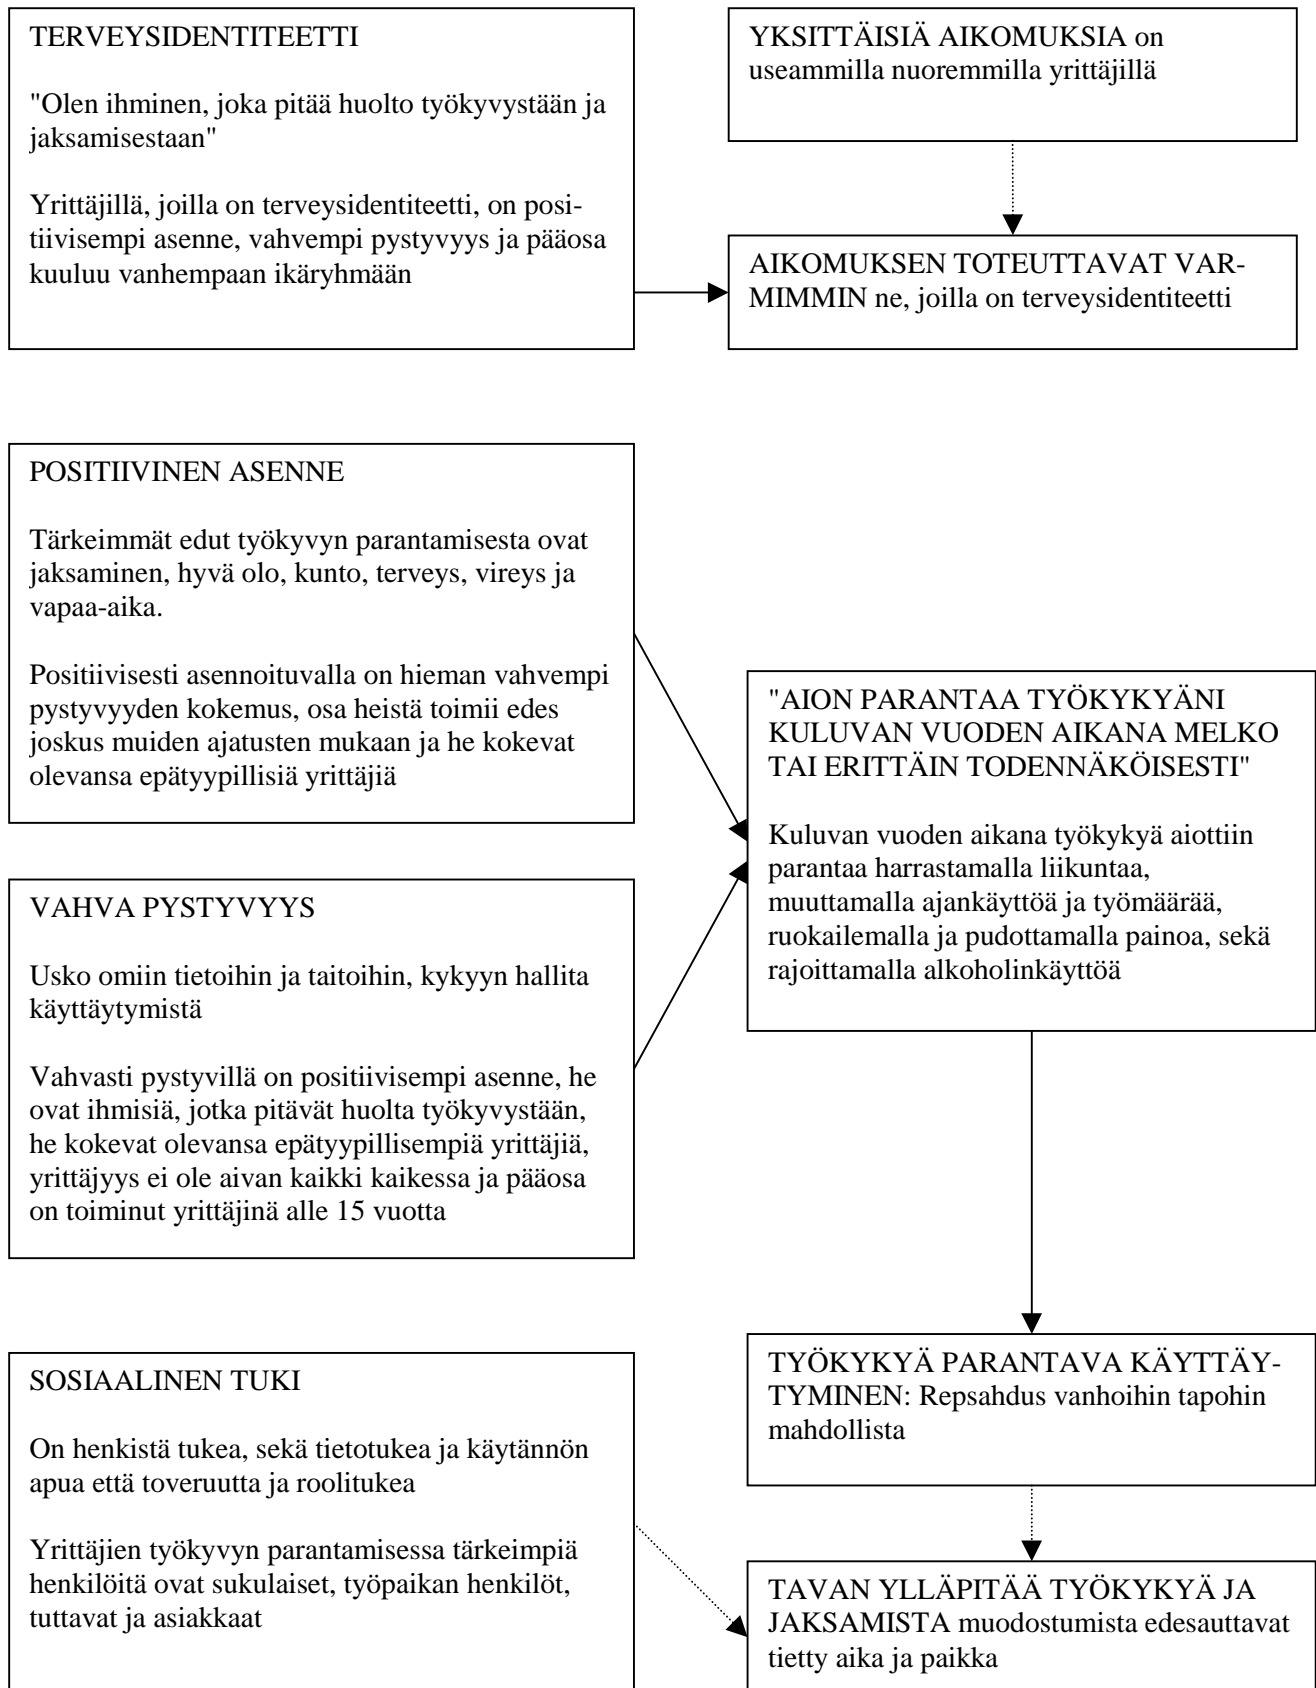 TERVEYSIDENTITEETTI
"Olen ihminen, joka pitää huolto työkyvystään ja
jaksamisestaan"
Yrittäjillä, joilla on terveysidentiteetti, on posi-
tiivisempi asenne, vahvempi pystyvyys ja pääosa
kuuluu vanhempaan ikäryhmään
YKSITTÄISIÄ AIKOMUKSIA on
useammilla nuoremmilla yrittäjillä
AIKOMUKSEN TOTEUTTAVAT VAR-
MIMMIN ne, joilla on terveysidentiteetti
POSITIIVINEN ASENNE
Tärkeimmät edut työkyvyn parantamisesta ovat
jaksaminen, hyvä olo, kunto, terveys, vireys ja
vapaa-aika.
Positiivisesti asennoituvalla on hieman vahvempi
pystyvyyden kokemus, osa heistä toimii edes
joskus muiden ajatusten mukaan ja he kokevat
olevansa epätyypillisiä yrittäjiä
VAHVA PYSTYVYYS
Usko omiin tietoihin ja taitoihin, kykyyn hallita
käyttäytymistä
Vahvasti pystyvillä on positiivisempi asenne, he
ovat ihmisiä, jotka pitävät huolta työkyvystään,
he kokevat olevansa epätyypillisempiä yrittäjiä,
yrittäjyys ei ole aivan kaikki kaikessa ja pääosa
on toiminut yrittäjinä alle 15 vuotta
"AION PARANTAA TYÖKYKYÄNI
KULUVAN VUODEN AIKANA MELKO
TAI ERITTÄIN TODENNÄKÖISESTI"
Kuluvan vuoden aikana työkykyä aiottiin
parantaa harrastamalla liikuntaa,
muuttamalla ajankäyttöä ja työmäärää,
ruokailemalla ja pudottamalla painoa, sekä
rajoittamalla alkoholinkäyttöä
SOSIAALINEN TUKI
On henkistä tukea, sekä tietotukea ja käytännön
apua että toveruutta ja roolitukea
Yrittäjien työkyvyn parantamisessa tärkeimpiä
henkilöitä ovat sukulaiset, työpaikan henkilöt,
tuttavat ja asiakkaat
TYÖKYKYÄ PARANTAVA KÄYTTÄY-
TYMINEN: Repsahdus vanhoihin tapohin
mahdollista
TAVAN YLLÄPITÄÄ TYÖKYKYÄ JA
JAKSAMISTA muodostumista edesauttavat
tietty aika ja paikka